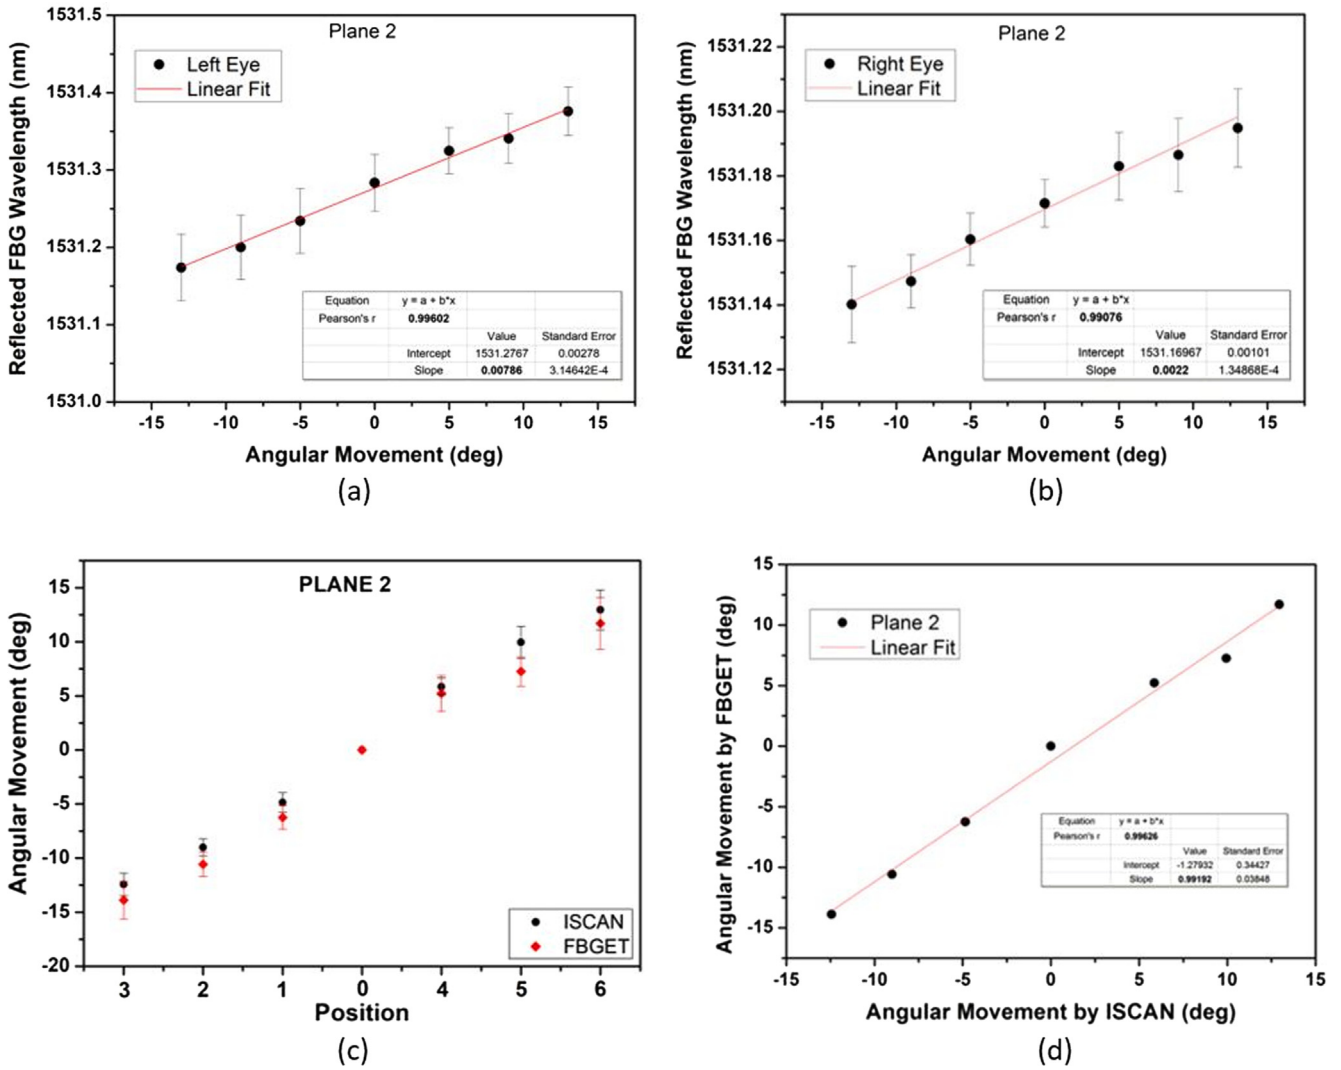 Plane 2
Left Eye
Linear Fit
Reflected FBG Wavelength (nm)
1531.5
1531.4
1531.3
1531.2
1531.1
1531.0
Equation y = a + b*x
Pearson's r 0.99602
Value Standard Error
Intercept 1531.2767 0.00278
Slope 0.00786 3.14642E-4
-15 -10 -5 0 5 10 15
Angular Movement (deg)
(a)
Plane 2
Right Eye
Linear Fit
Reflected FBG Wavelength (nm)
1531.22
1531.20
1531.18
1531.16
1531.14
1531.12
Equation y = a + b*x
Pearson's r 0.99076
Value Standard Error
Intercept 1531.16967 0.00101
Slope 0.0022 1.34868E-4
-15 -10 -5 0 5 10 15
Angular Movement (deg)
(b)
PLANE 2
Angular Movement (deg)
15
10
5
0
-5
-10
-15
-20
ISCAN
FBGET
3 2 1 0 4 5 6
Position
(c)
Plane 2
Linear Fit
Angular Movement by FBGET (deg)
15
10
5
0
-5
-10
-15
Equation y = a + b*x
Pearson's r 0.99626
Value Standard Error
Intercept -1.27932 0.34427
Slope 0.99192 0.03848
-15 -10 -5 0 5 10 15
Angular Movement by ISCAN (deg)
(d)